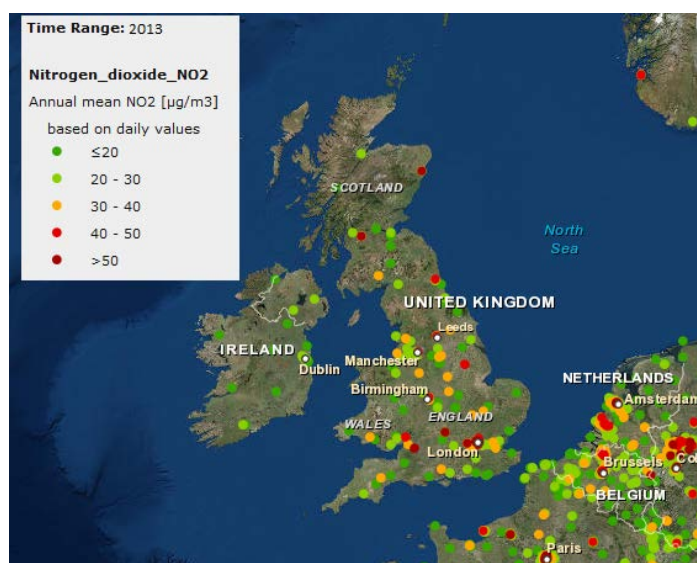 Time Range: 2013
Nitrogen_dioxide_NO2
Annual mean NO2 [µg/m3]
based on daily values
≤20
20 - 30
30 - 40
40 - 50
>50
SCOTLAND
North
Sea
UNITED KINGDOM
Leeds
IRELAND
Manchester
Dublin
NETHERLANDS
Birmingham
Amsterdam
WALES
ENGLAND
London
Brussels
Col
BELGIUM
Paris